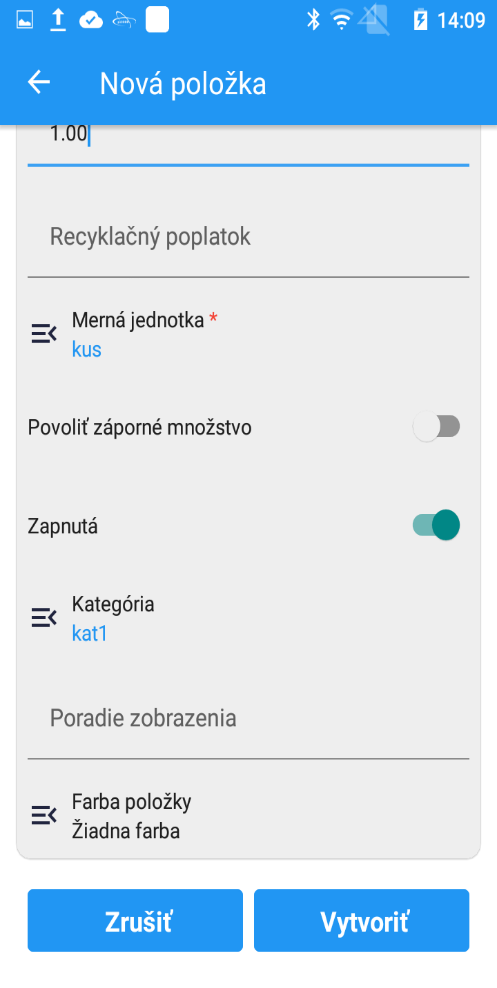 14:09
Nová položka
1.00
Recyklačný poplatok
Merná jednotka *
kus
Povoliť záporné množstvo
Zapnutá
Kategória
kat1
Poradie zobrazenia
Farba položky
Žiadna farba
Zrušiť
Vytvoriť